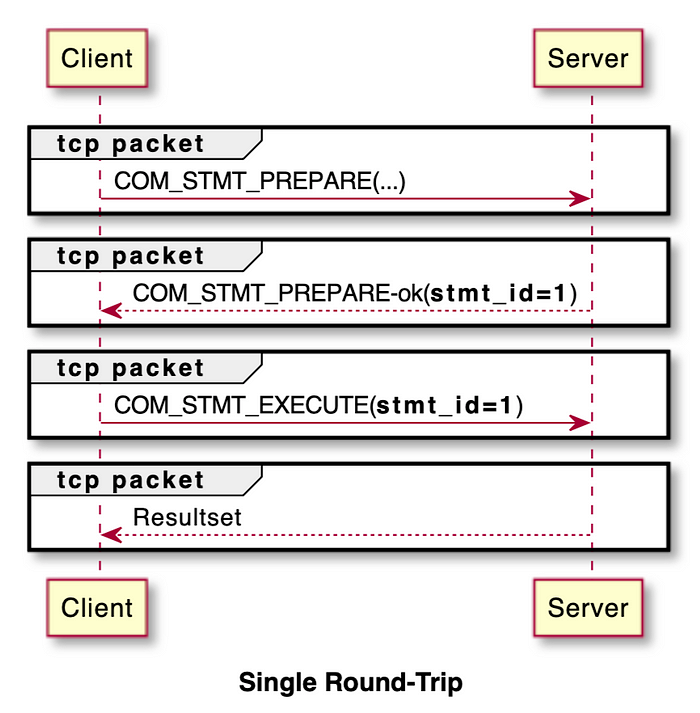 Client Server
tcp packet
COM_STMT_PREPARE(...)
tcp packet
COM_STMT_PREPARE-ok(stmt_id=1)
tcp packet
COM_STMT_EXECUTE(stmt_id=1)
tcp packet
Resultset
Client Server
Single Round-Trip